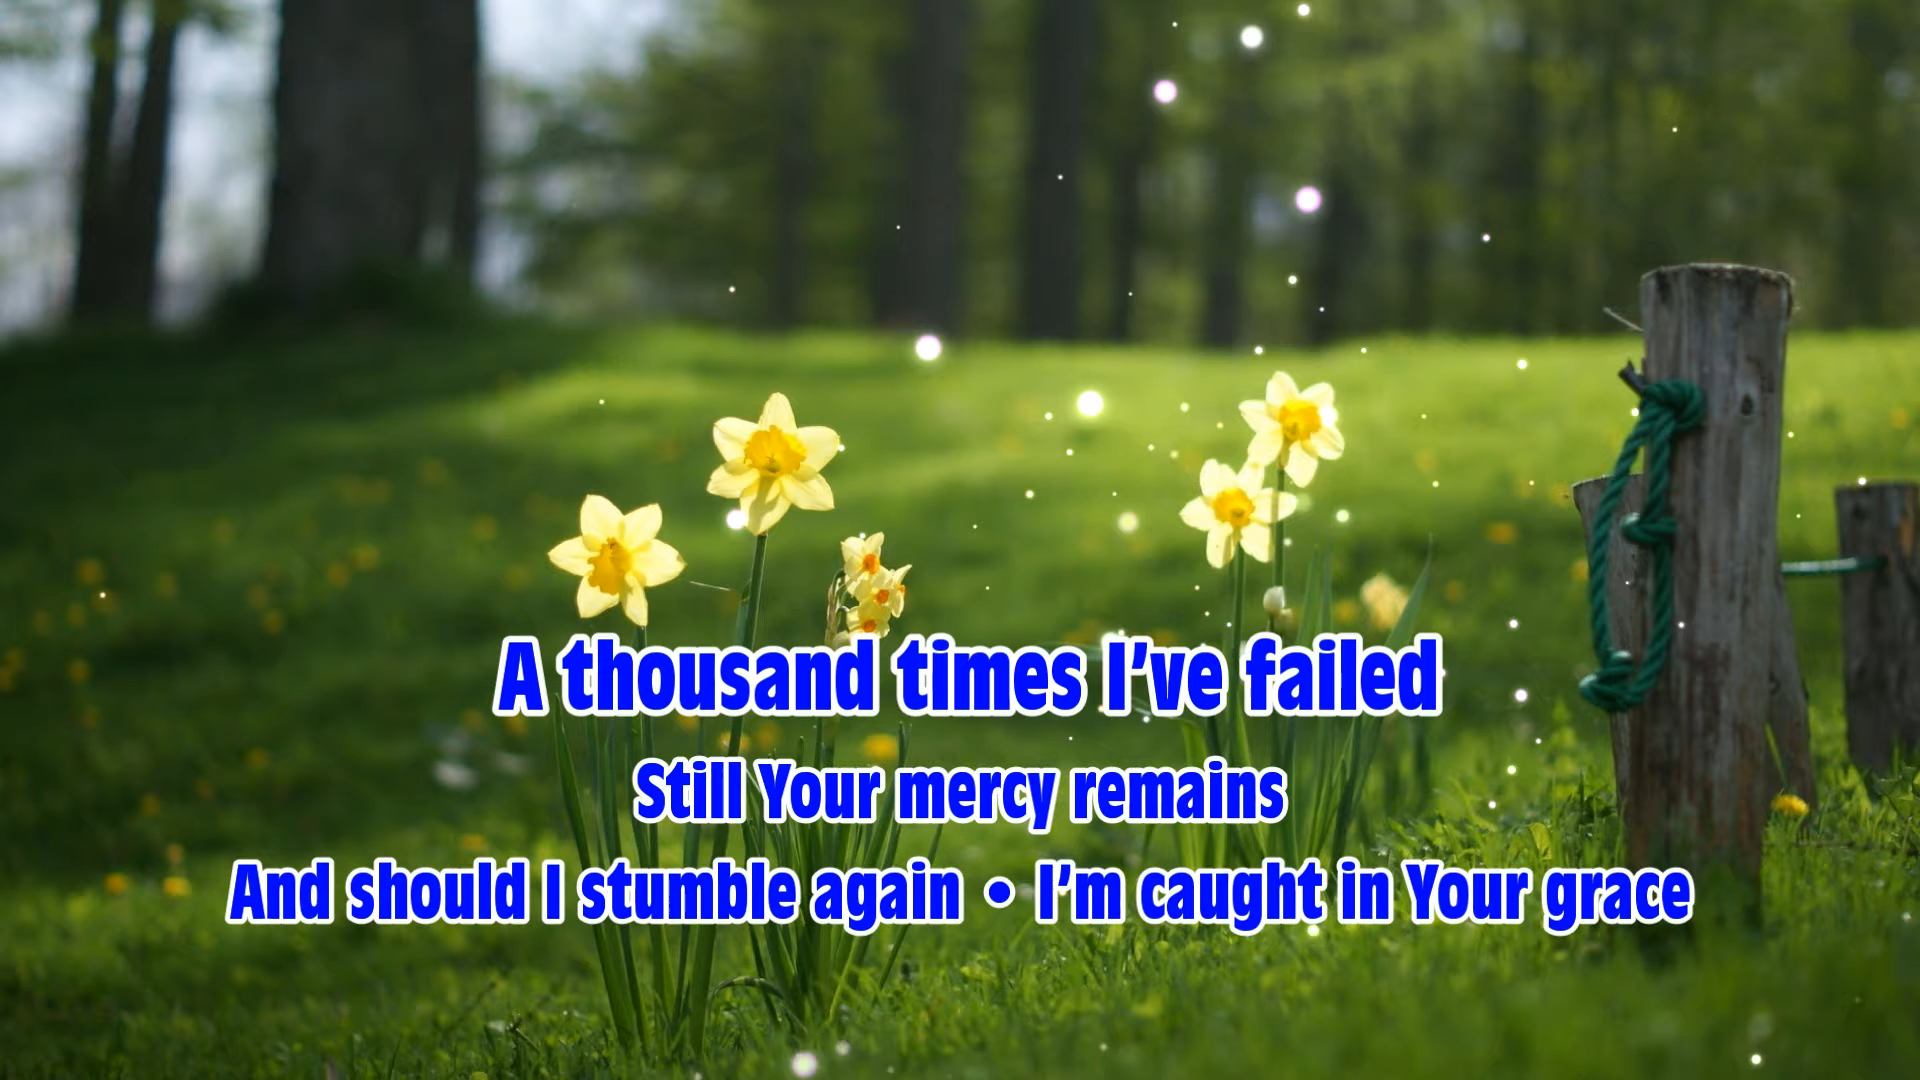 A thousand times I’ve failed
Still Your mercy remains
And should I stumble again • I’m caught in Your grace